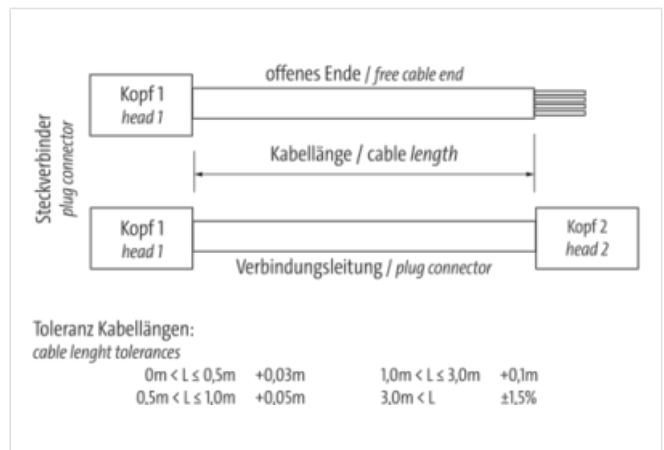 offenes Ende / free cable end
Kopf 1
head 1
Steckverbinder
plug connector
Kabellänge / cable length
Kopf 1
head 1
Kopf 2
head 2
Verbindungsleitung / plug connector
Toleranz Kabellängen:
cable lenght tolerances
0m < L ≤ 0,5m +0,03m 1,0m < L ≤ 3,0m +0,1m
0,5m < L ≤ 1,0m +0,05m 3,0m < L ±1,5%